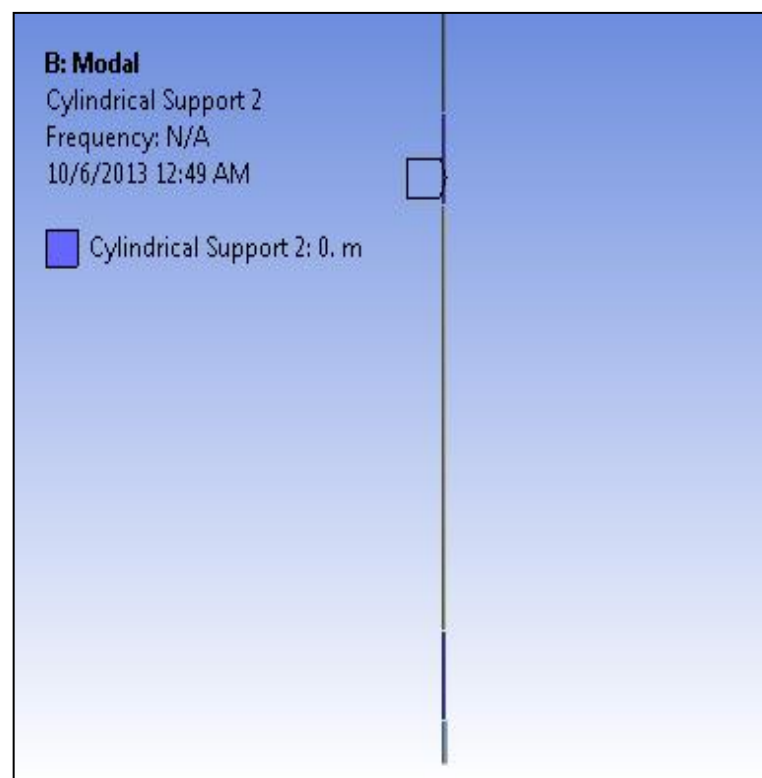 B: Modal
Cylindrical Support 2
Frequency: N/A
10/6/2013 12:49 AM
Cylindrical Support 2: 0. m